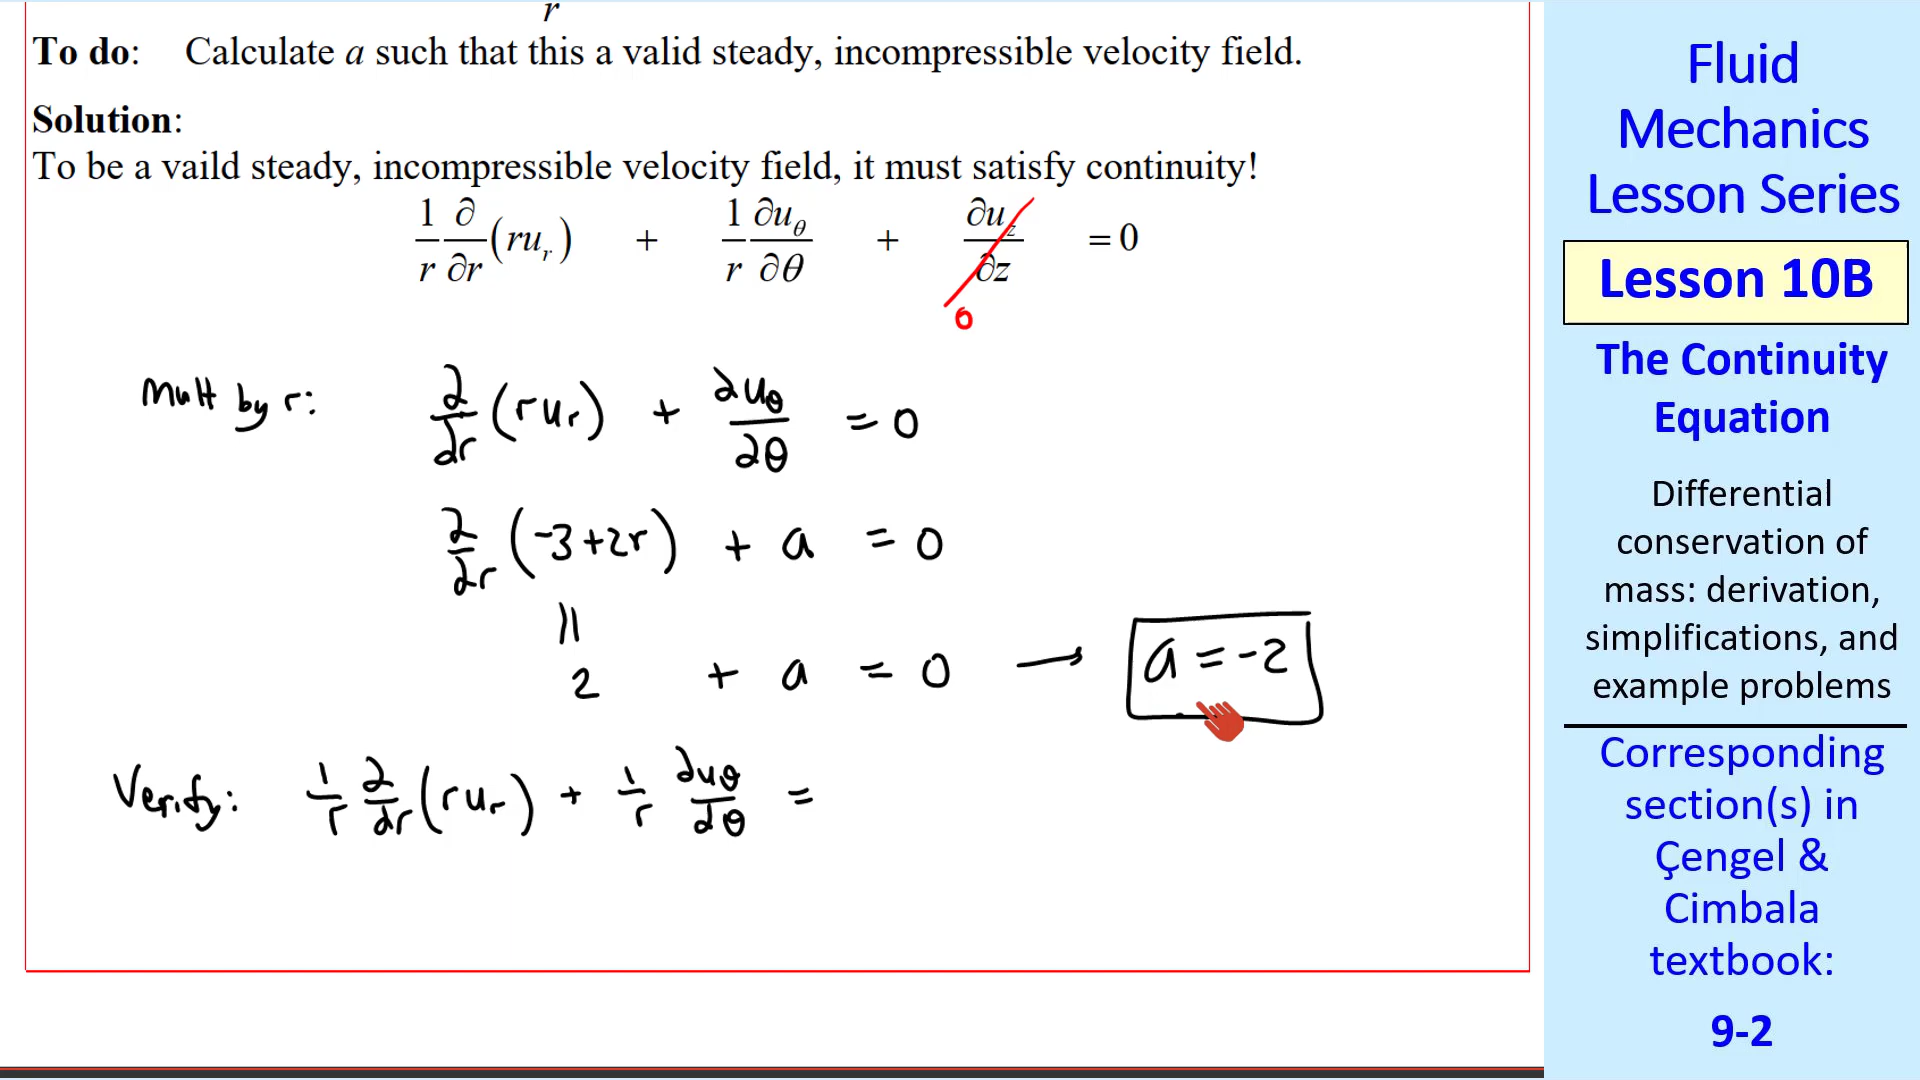 r
To do: Calculate a such that this a valid steady, incompressible velocity field.
Solution:
To be a vaild steady, incompressible velocity field, it must satisfy continuity!
1/r ∂/∂r (ru_r) + 1/r ∂u_θ/∂θ + ∂u_z/∂z = 0
0
Mult by r: ∂/∂r (r u_r) + ∂u_θ/∂θ = 0
∂/∂r (-3+2r) + a = 0
||
2 + a = 0 → a = -2
Verify: 1/r ∂/∂r (r u_r) + 1/r ∂u_θ/∂θ =
Fluid
Mechanics
Lesson Series
Lesson 10B
The Continuity
Equation
Differential
conservation of
mass: derivation,
simplifications, and
example problems
Corresponding
section(s) in
Çengel &
Cimbala
textbook:
9-2